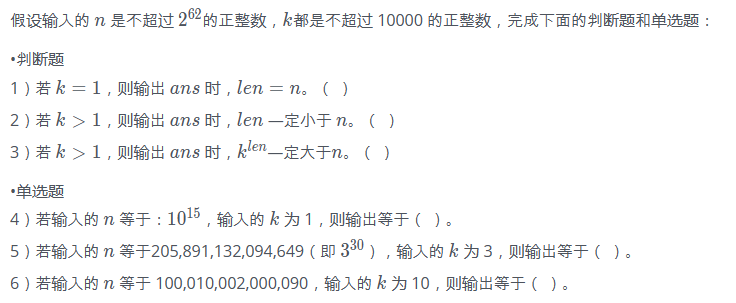 假设输入的 n 是不超过 2^62 的正整数，k都是不超过 10000 的正整数，完成下面的判断题和单选题：
•判断题
1）若 k = 1，则输出 ans 时，len = n。（ ）
2）若 k > 1，则输出 ans 时，len —定小于 n。（ ）
3）若 k > 1，则输出 ans 时，k^len—定大于n。（ ）
•单选题
4）若输入的 n 等于：10^15，输入的 k 为 1，则输出等于（ ）。
5）若输入的 n 等于205,891,132,094,649（即 3^30），输入的 k 为 3，则输出等于（ ）。
6）若输入的 n 等于 100,010,002,000,090，输入的 k 为 10，则输出等于（ ）。